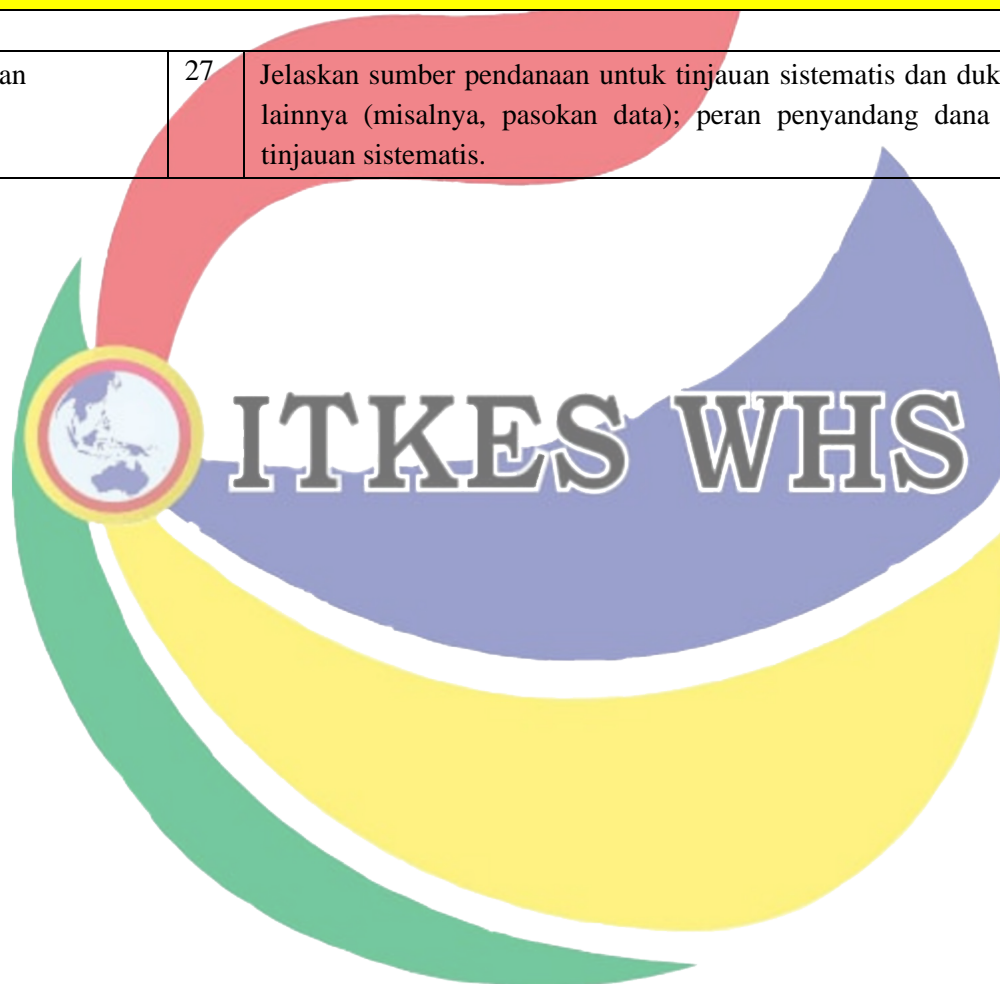 an
27
Jelaskan sumber pendanaan untuk tinjauan sistematis dan duk
lainnya (misalnya, pasokan data); peran penyandang dana
tinjauan sistematis.
ITKES WHS